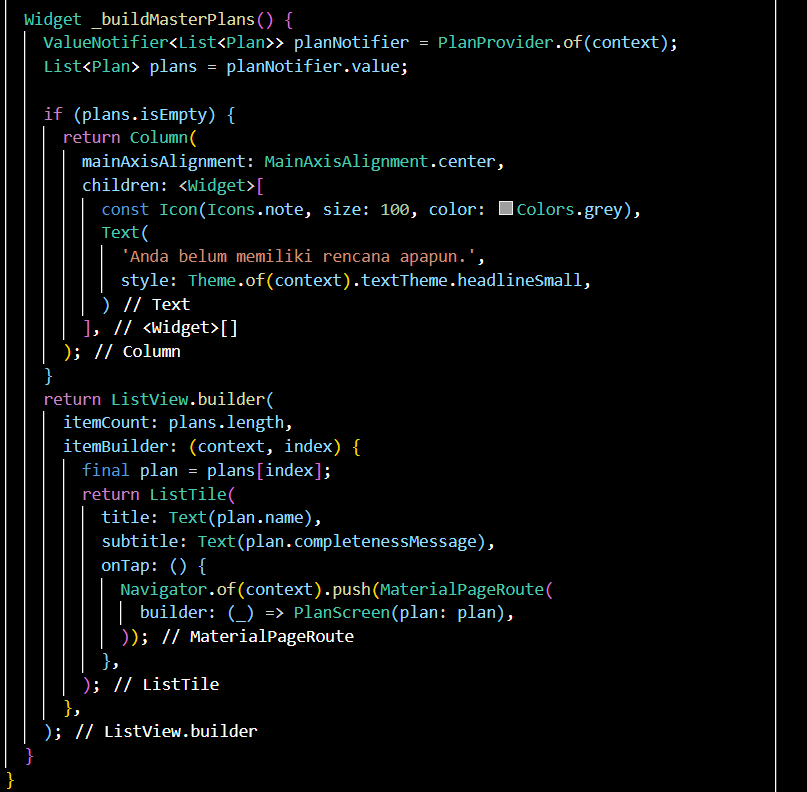 Widget _buildMasterPlans() {
  ValueNotifier<List<Plan>> planNotifier = PlanProvider.of(context);
  List<Plan> plans = planNotifier.value;

  if (plans.isEmpty) {
    return Column(
      mainAxisAlignment: MainAxisAlignment.center,
      children: <Widget>[
        const Icon(Icons.note, size: 100, color: Colors.grey),
        Text(
          'Anda belum memiliki rencana apapun.',
          style: Theme.of(context).textTheme.headlineSmall,
        ) // Text
      ], // <Widget>[]
    ); // Column
  }
  return ListView.builder(
    itemCount: plans.length,
    itemBuilder: (context, index) {
      final plan = plans[index];
      return ListTile(
        title: Text(plan.name),
        subtitle: Text(plan.completenessMessage),
        onTap: () {
          Navigator.of(context).push(MaterialPageRoute(
            builder: (_) => PlanScreen(plan: plan),
          )); // MaterialPageRoute
        },
      ); // ListTile
    },
  ); // ListView.builder
}
}